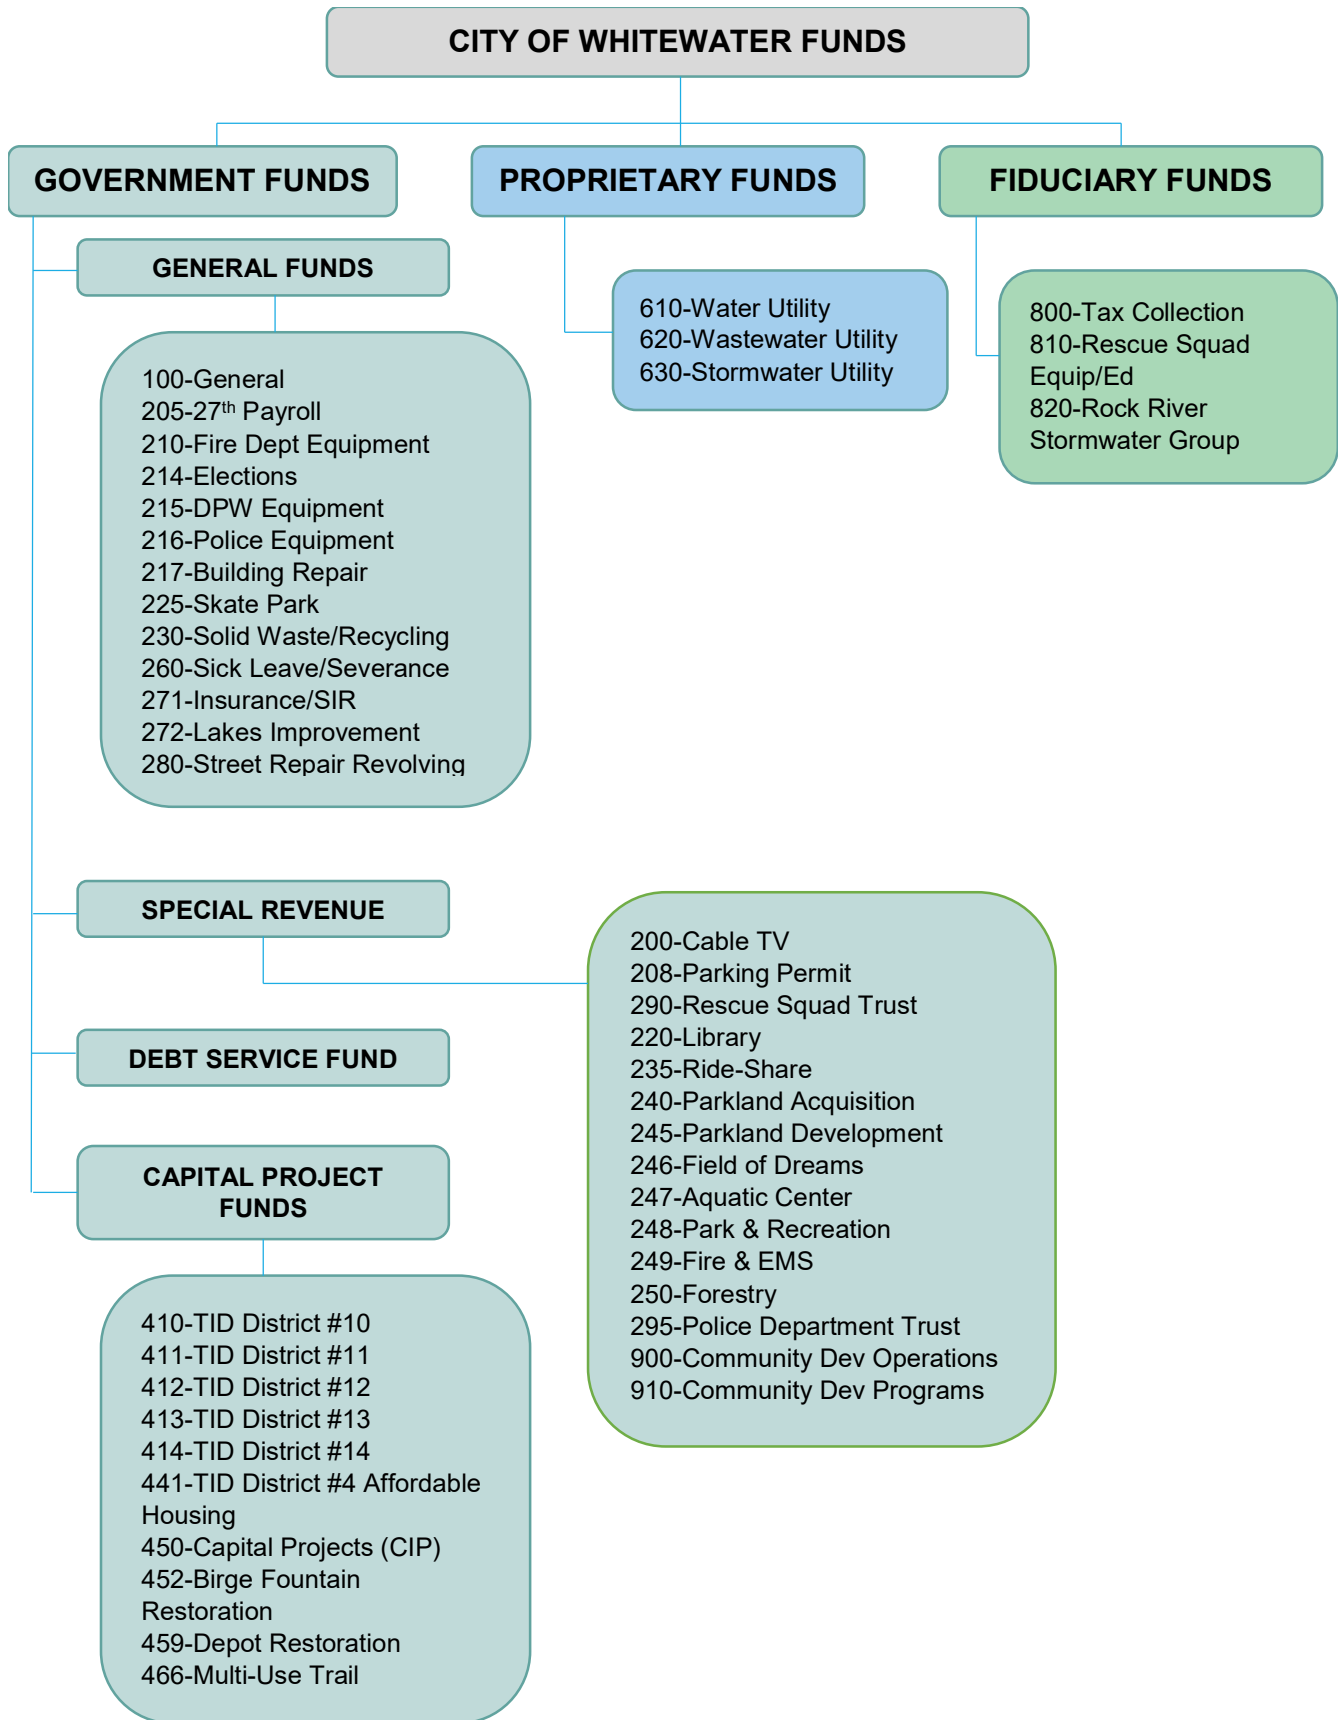 CITY OF WHITEWATER FUNDS
GOVERNMENT FUNDS
PROPRIETARY FUNDS
FIDUCIARY FUNDS
GENERAL FUNDS
100-General
205-27th Payroll
210-Fire Dept Equipment
214-Elections
215-DPW Equipment
216-Police Equipment
217-Building Repair
225-Skate Park
230-Solid Waste/Recycling
260-Sick Leave/Severance
271-Insurance/SIR
272-Lakes Improvement
280-Street Repair Revolving
610-Water Utility
620-Wastewater Utility
630-Stormwater Utility
800-Tax Collection
810-Rescue Squad
Equip/Ed
820-Rock River
Stormwater Group
SPECIAL REVENUE
200-Cable TV
208-Parking Permit
290-Rescue Squad Trust
220-Library
235-Ride-Share
240-Parkland Acquisition
245-Parkland Development
246-Field of Dreams
247-Aquatic Center
248-Park & Recreation
249-Fire & EMS
250-Forestry
295-Police Department Trust
900-Community Dev Operations
910-Community Dev Programs
DEBT SERVICE FUND
CAPITAL PROJECT
FUNDS
410-TID District #10
411-TID District #11
412-TID District #12
413-TID District #13
414-TID District #14
441-TID District #4 Affordable
Housing
450-Capital Projects (CIP)
452-Birge Fountain
Restoration
459-Depot Restoration
466-Multi-Use Trail